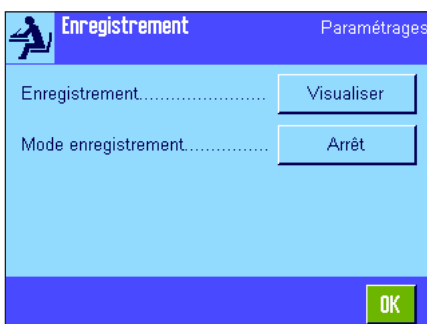 Enregistrement Paramétrages
Enregistrement........................ Visualiser
Mode enregistrement................ Arrêt
OK